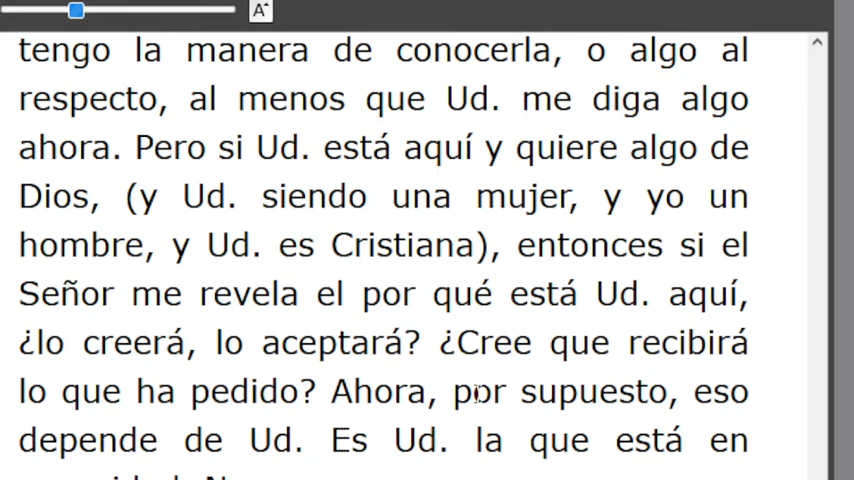 A
tengo la manera de conocerla, o algo al
respecto, al menos que Ud. me diga algo
ahora. Pero si Ud. está aquí y quiere algo de
Dios, (y Ud. siendo una mujer, y yo un
hombre, y Ud. es Cristiana), entonces si el
Señor me revela el por qué está Ud. aquí,
¿lo creerá, lo aceptará? ¿Cree que recibirá
lo que ha pedido? Ahora, por supuesto, eso
depende de Ud. Es Ud. la que está en